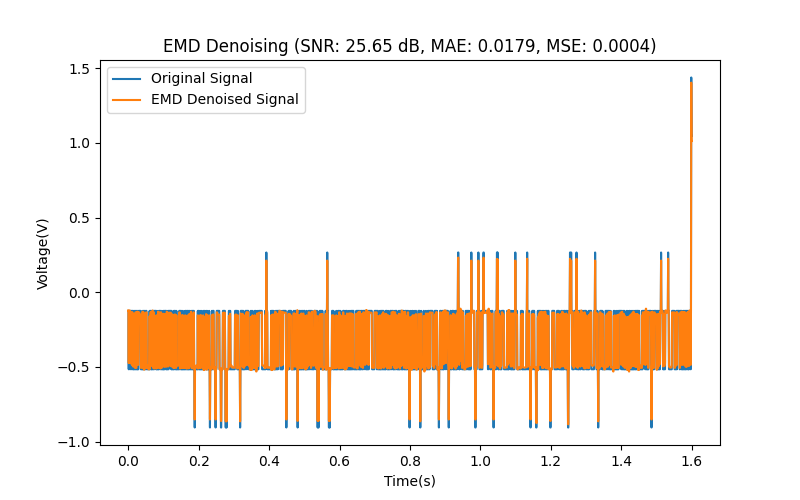 EMD Denoising (SNR: 25.65 dB, MAE: 0.0179, MSE: 0.0004)
Original Signal
EMD Denoised Signal
1.5
1.0
0.5
0.0
−0.5
−1.0
Voltage(V)
0.0 0.2 0.4 0.6 0.8 1.0 1.2 1.4 1.6
Time(s)